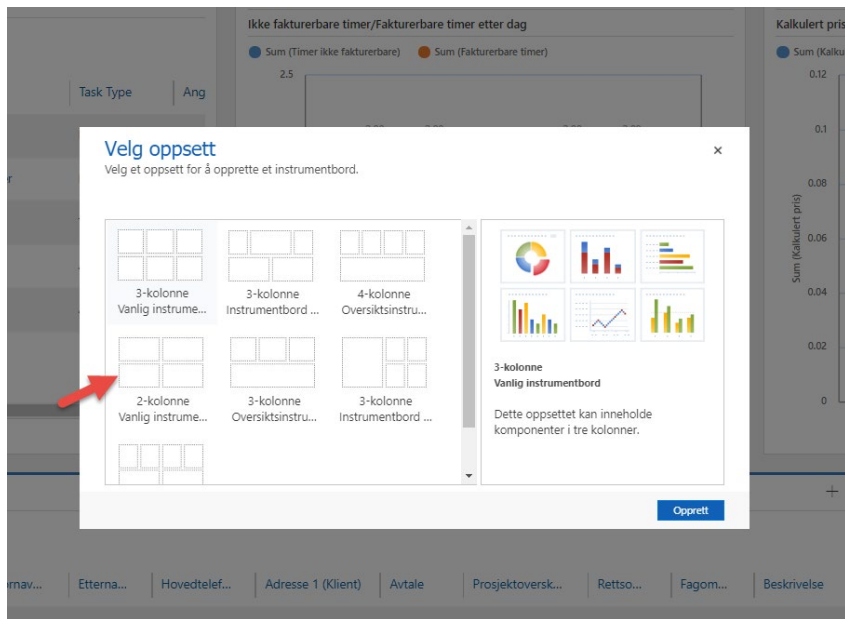 Ikke fakturerbare timer/Fakturerbare timer etter dag
Kalkulert pris
Sum (Timer ikke fakturerbare)
Sum (Fakturerbare timer)
Sum (Kalku
2.5
0.12
Task Type
Ang
0.1
0.08
0.06
0.04
0.02
0
Sum (Kalkulert pris)
Velg oppsett
Velg et oppsett for å opprette et instrumentbord.
3-kolonne
Vanlig instrume...
3-kolonne
Instrumentbord ...
4-kolonne
Oversiktsinstru...
2-kolonne
Vanlig instrume...
3-kolonne
Oversiktsinstru...
3-kolonne
Instrumentbord ...
3-kolonne
Vanlig instrumentbord
Dette oppsettet kan inneholde
komponenter i tre kolonner.
Opprett
ornav...
Etterna...
Hovedtelef...
Adresse 1 (Klient)
Avtale
Prosjektoversk...
Rettso...
Fagom...
Beskrivelse